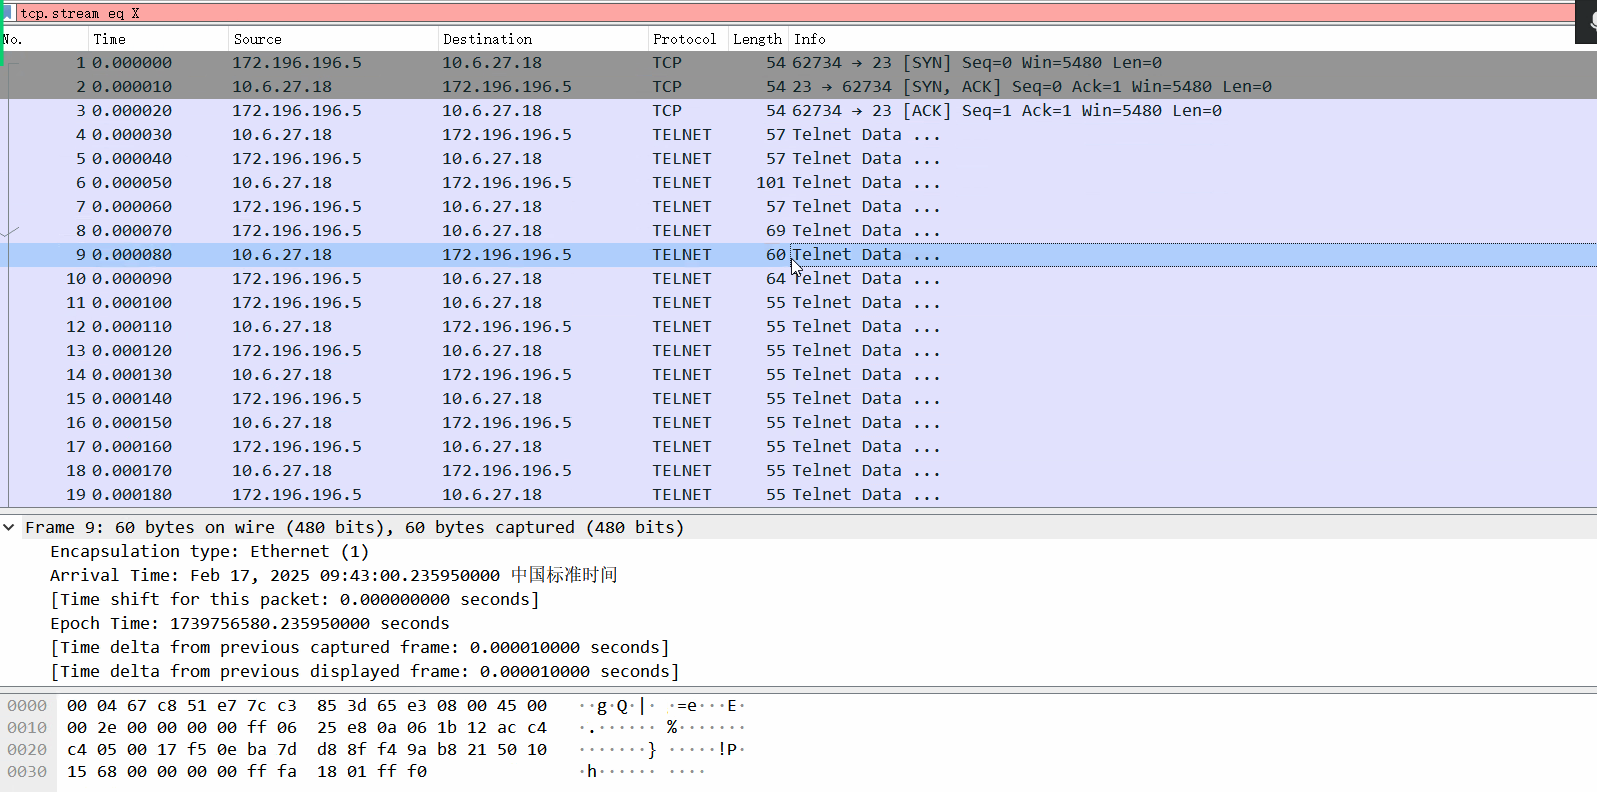 tcp.stream eq X
No. Time Source Destination Protocol Length Info
1 0.000000 172.196.196.5 10.6.27.18 TCP 54 62734 → 23 [SYN] Seq=0 Win=5480 Len=0
2 0.000010 10.6.27.18 172.196.196.5 TCP 54 23 → 62734 [SYN, ACK] Seq=0 Ack=1 Win=5480 Len=0
3 0.000020 172.196.196.5 10.6.27.18 TCP 54 62734 → 23 [ACK] Seq=1 Ack=1 Win=5480 Len=0
4 0.000030 10.6.27.18 172.196.196.5 TELNET 57 Telnet Data ...
5 0.000040 172.196.196.5 10.6.27.18 TELNET 57 Telnet Data ...
6 0.000050 10.6.27.18 172.196.196.5 TELNET 101 Telnet Data ...
7 0.000060 172.196.196.5 10.6.27.18 TELNET 57 Telnet Data ...
8 0.000070 172.196.196.5 10.6.27.18 TELNET 69 Telnet Data ...
9 0.000080 10.6.27.18 172.196.196.5 TELNET 60 Telnet Data ...
10 0.000090 172.196.196.5 10.6.27.18 TELNET 64 Telnet Data ...
11 0.000100 172.196.196.5 10.6.27.18 TELNET 55 Telnet Data ...
12 0.000110 10.6.27.18 172.196.196.5 TELNET 55 Telnet Data ...
13 0.000120 172.196.196.5 10.6.27.18 TELNET 55 Telnet Data ...
14 0.000130 10.6.27.18 172.196.196.5 TELNET 55 Telnet Data ...
15 0.000140 172.196.196.5 10.6.27.18 TELNET 55 Telnet Data ...
16 0.000150 10.6.27.18 172.196.196.5 TELNET 55 Telnet Data ...
17 0.000160 172.196.196.5 10.6.27.18 TELNET 55 Telnet Data ...
18 0.000170 10.6.27.18 172.196.196.5 TELNET 55 Telnet Data ...
19 0.000180 172.196.196.5 10.6.27.18 TELNET 55 Telnet Data ...
Frame 9: 60 bytes on wire (480 bits), 60 bytes captured (480 bits)
Encapsulation type: Ethernet (1)
Arrival Time: Feb 17, 2025 09:43:00.235950000 中国标准时间
[Time shift for this packet: 0.000000000 seconds]
Epoch Time: 1739756580.235950000 seconds
[Time delta from previous captured frame: 0.000010000 seconds]
[Time delta from previous displayed frame: 0.000010000 seconds]
0000 00 04 67 c8 51 e7 7c c3 85 3d 65 e3 08 00 45 00 ··g·Q·|· ·=e···E·
0010 00 2e 00 00 00 00 ff 06 25 e8 0a 06 1b 12 ac c4 ·.······ %·······
0020 c4 05 00 17 f5 0e ba 7d d8 8f f4 9a b8 21 50 10 ·······} ·····!P·
0030 15 68 00 00 00 00 ff fa 18 01 ff f0 ·h······ ····